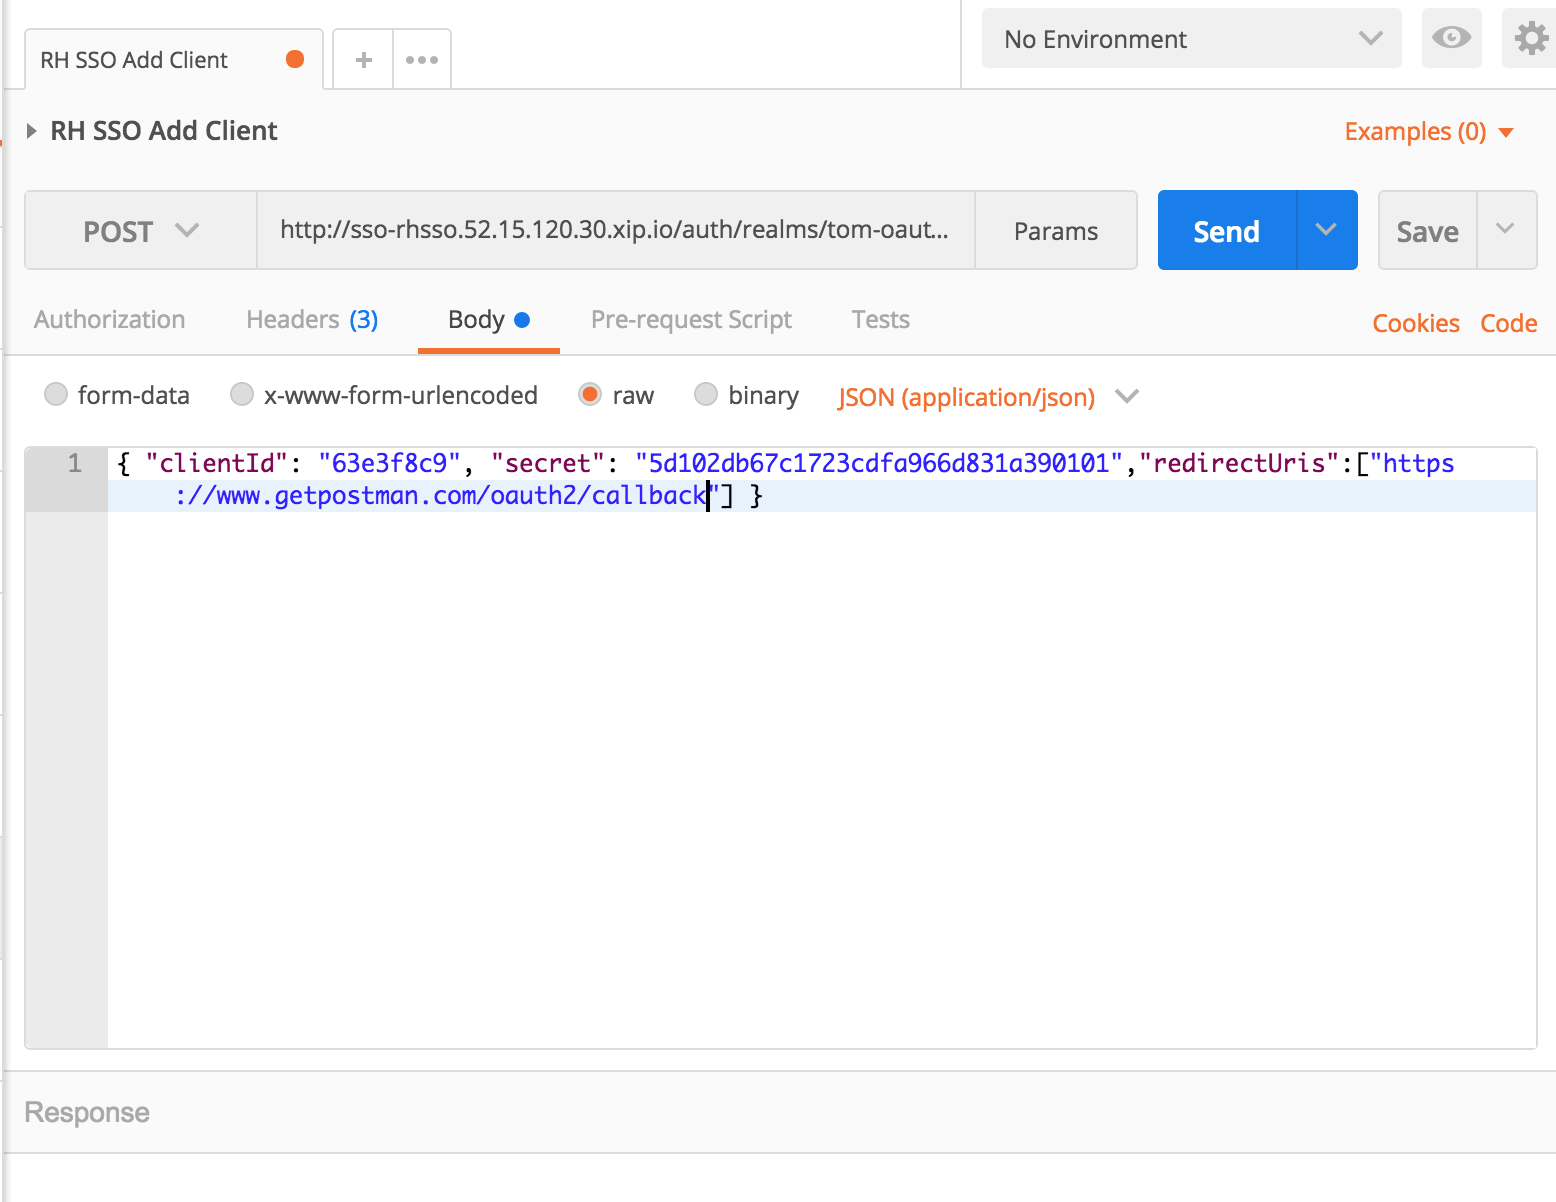 RH SSO Add Client
No Environment
RH SSO Add Client
Examples (0)
POST
http://sso-rhsso.52.15.120.30.xip.io/auth/realms/tom-oaut...
Params
Send
Save
Authorization
Headers (3)
Body
Pre-request Script
Tests
Cookies
Code
form-data
x-www-form-urlencoded
raw
binary
JSON (application/json)
1
{ "clientId": "63e3f8c9", "secret": "5d102db67c1723cdfa966d831a390101","redirectUris":["https
://www.getpostman.com/oauth2/callback"] }
Response